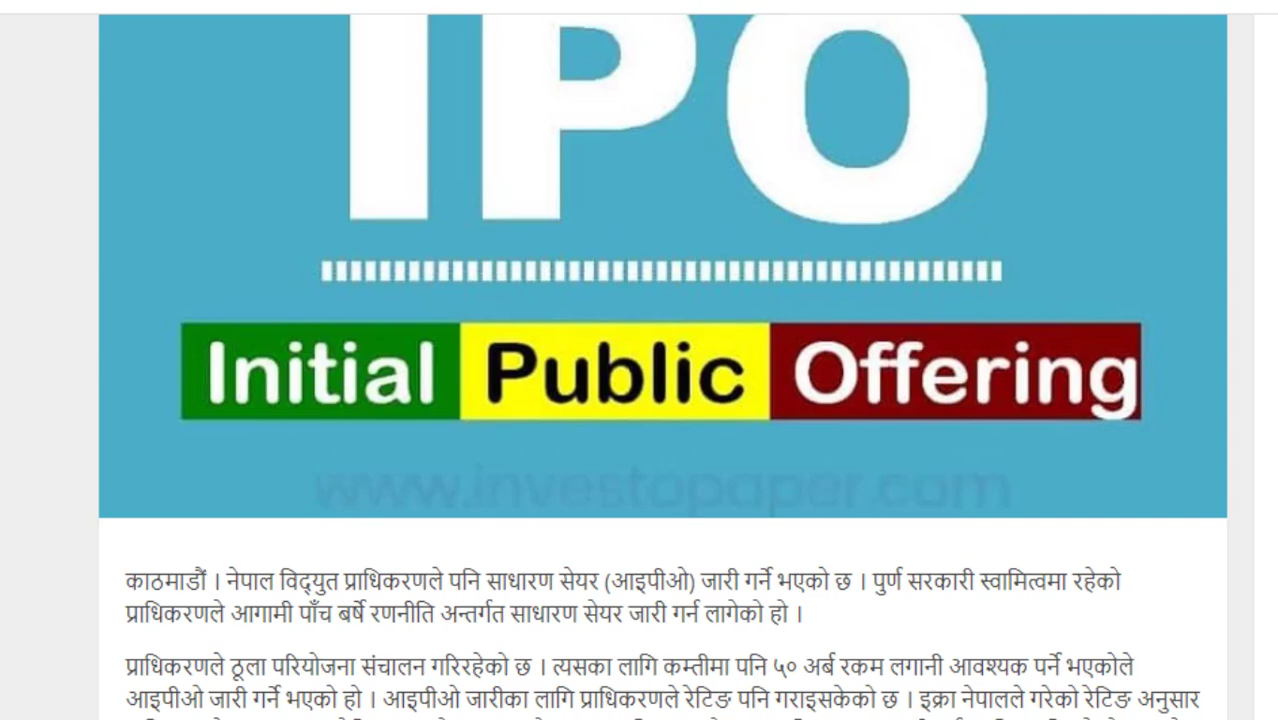 IPO
Initial Public Offering
www.investopaper.com
काठमाडौं । नेपाल विद्युत प्राधिकरणले पनि साधारण सेयर (आइपीओ) जारी गर्ने भएको छ । पुर्ण सरकारी स्वामित्वमा रहेको
प्राधिकरणले आगामी पाँच बर्षे रणनीति अन्तर्गत साधारण सेयर जारी गर्न लागेको हो ।
प्राधिकरणले ठूला परियोजना संचालन गरिरहेको छ । त्यसका लागि कम्तीमा पनि ५० अर्ब रकम लगानी आवश्यक पर्ने भएकोले
आइपीओ जारी गर्ने भएको हो । आइपीओ जारीका लागि प्राधिकरणले रेटिङ पनि गराइसकेको छ । इक्रा नेपालले गरेको रेटिङ अनुसार